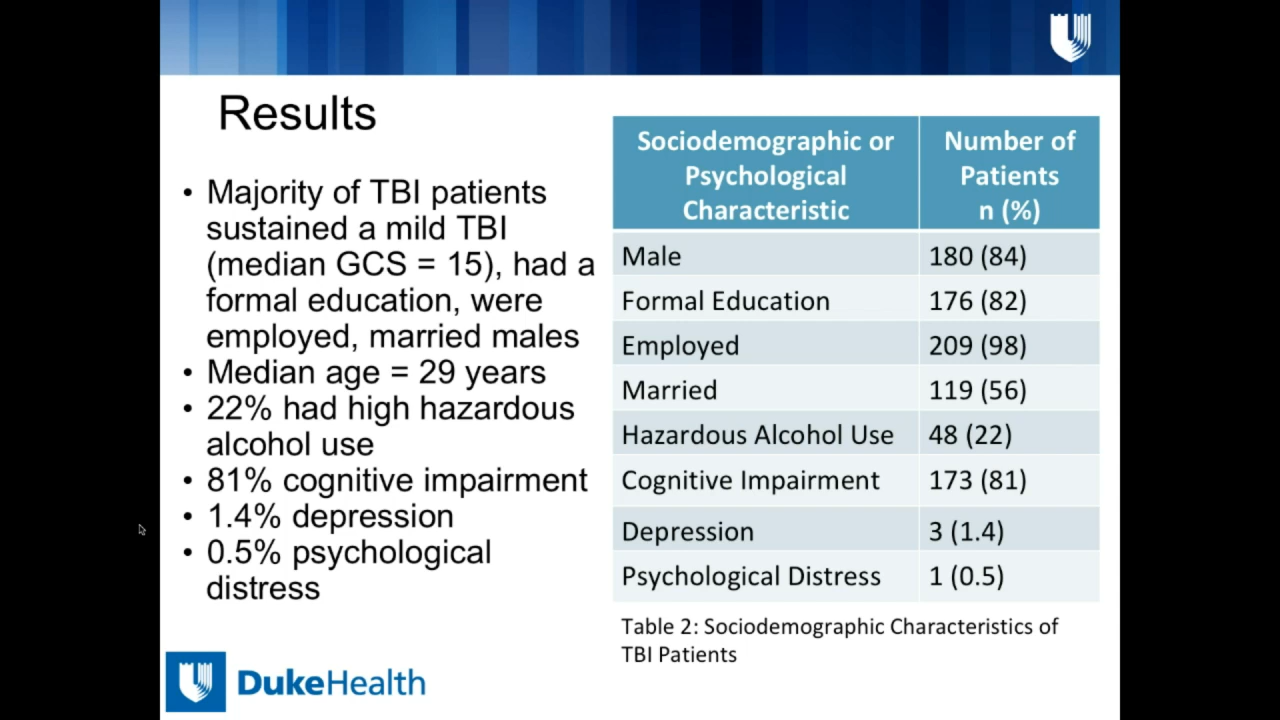 Results
• Majority of TBI patients
sustained a mild TBI
(median GCS = 15), had a
formal education, were
employed, married males
• Median age = 29 years
• 22% had high hazardous
alcohol use
• 81% cognitive impairment
• 1.4% depression
• 0.5% psychological
distress
Sociodemographic or
Psychological
Characteristic
Number of
Patients
n (%)
Male 180 (84)
Formal Education 176 (82)
Employed 209 (98)
Married 119 (56)
Hazardous Alcohol Use 48 (22)
Cognitive Impairment 173 (81)
Depression 3 (1.4)
Psychological Distress 1 (0.5)
Table 2: Sociodemographic Characteristics of
TBI Patients
DukeHealth